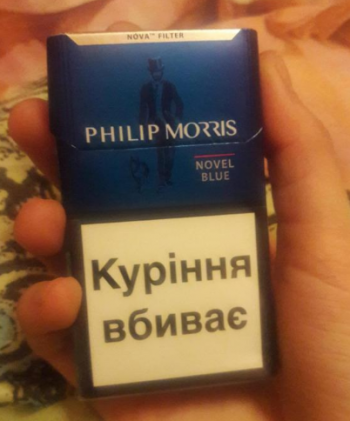 NOVA™ FILTER
PHILIP MORRIS
NOVEL
BLUE
Куріння
вбиває